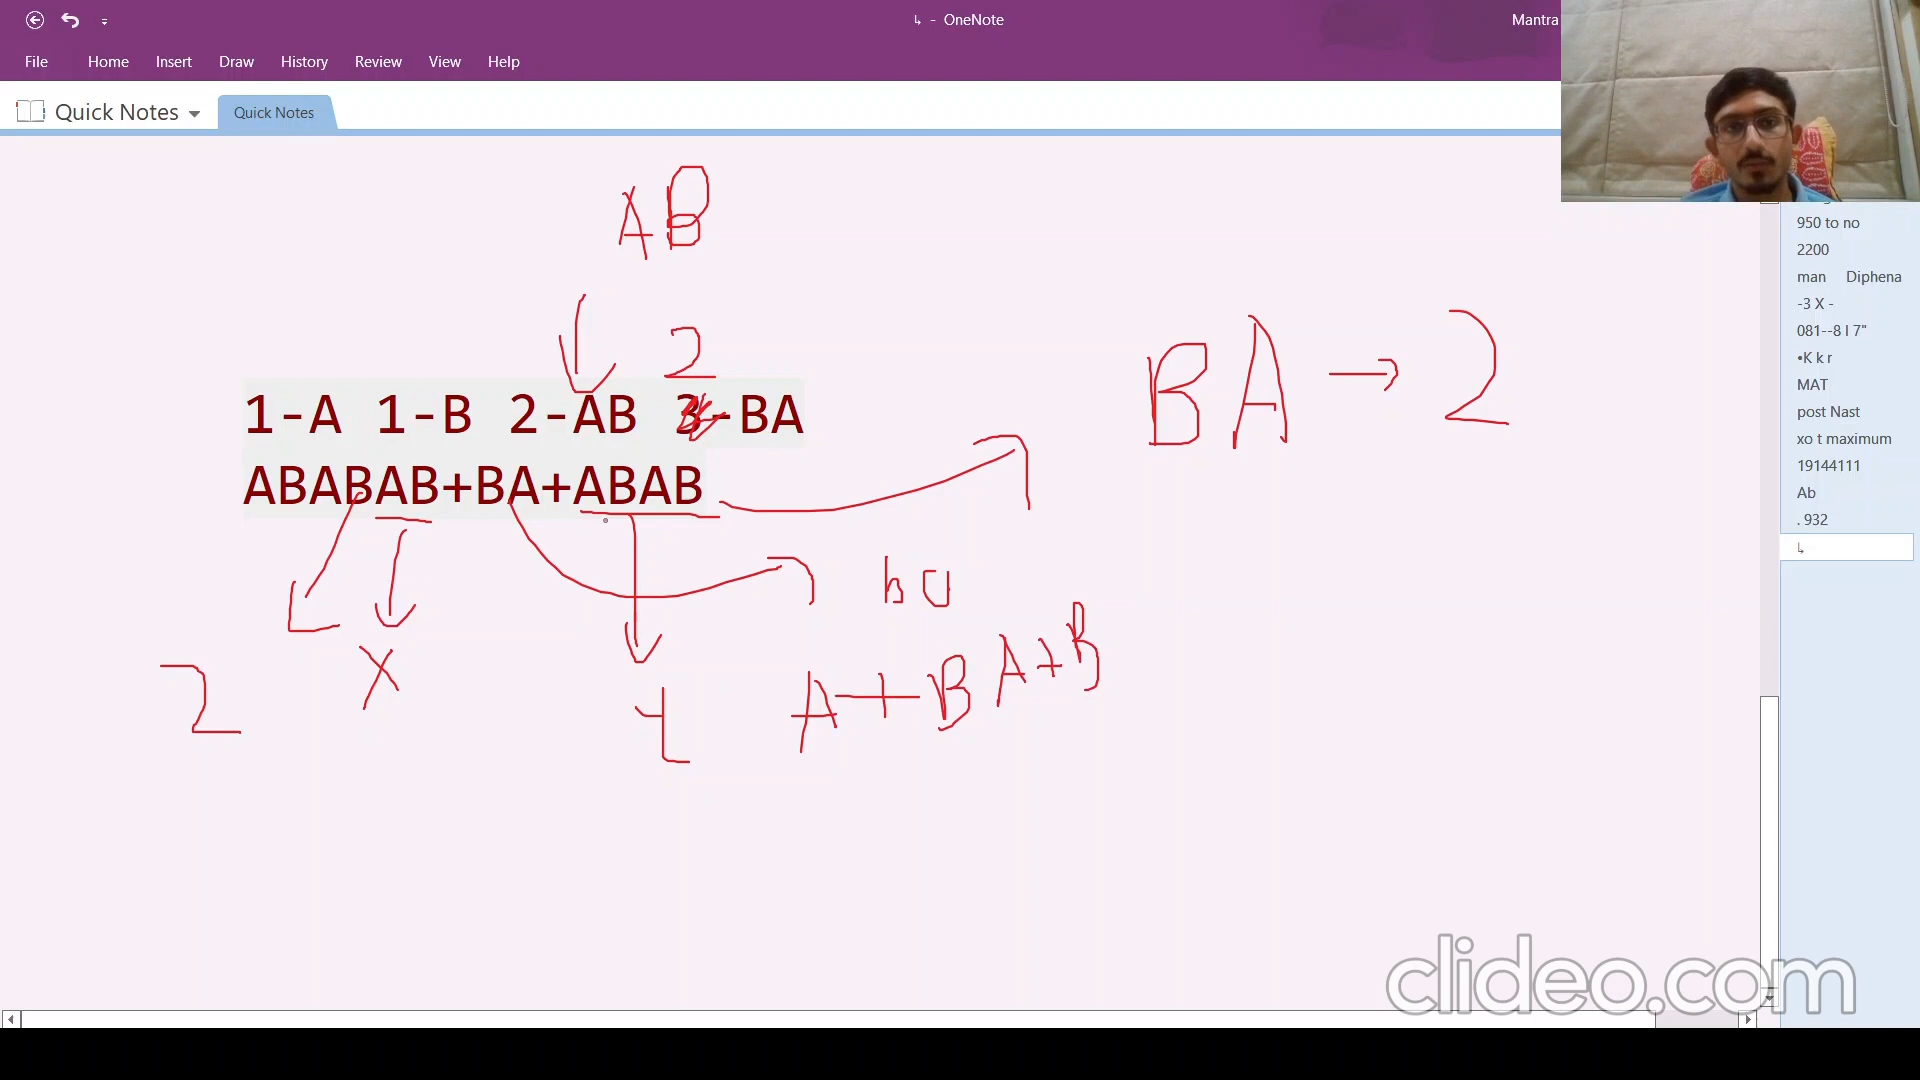 ↳ - OneNote
Mantra
File Home Insert Draw History Review View Help
Quick Notes Quick Notes
950 to no
2200
man Diphena
-3 X -
081--8 I 7"
•K k r
MAT
post Nast
xo t maximum
19144111
Ab
. 932
↳
AB
2
BA → 2
1-A 1-B 2-AB 3-BA
ABABAB+BA+ABAB
2
X
4
A+B A+B
clideo.com